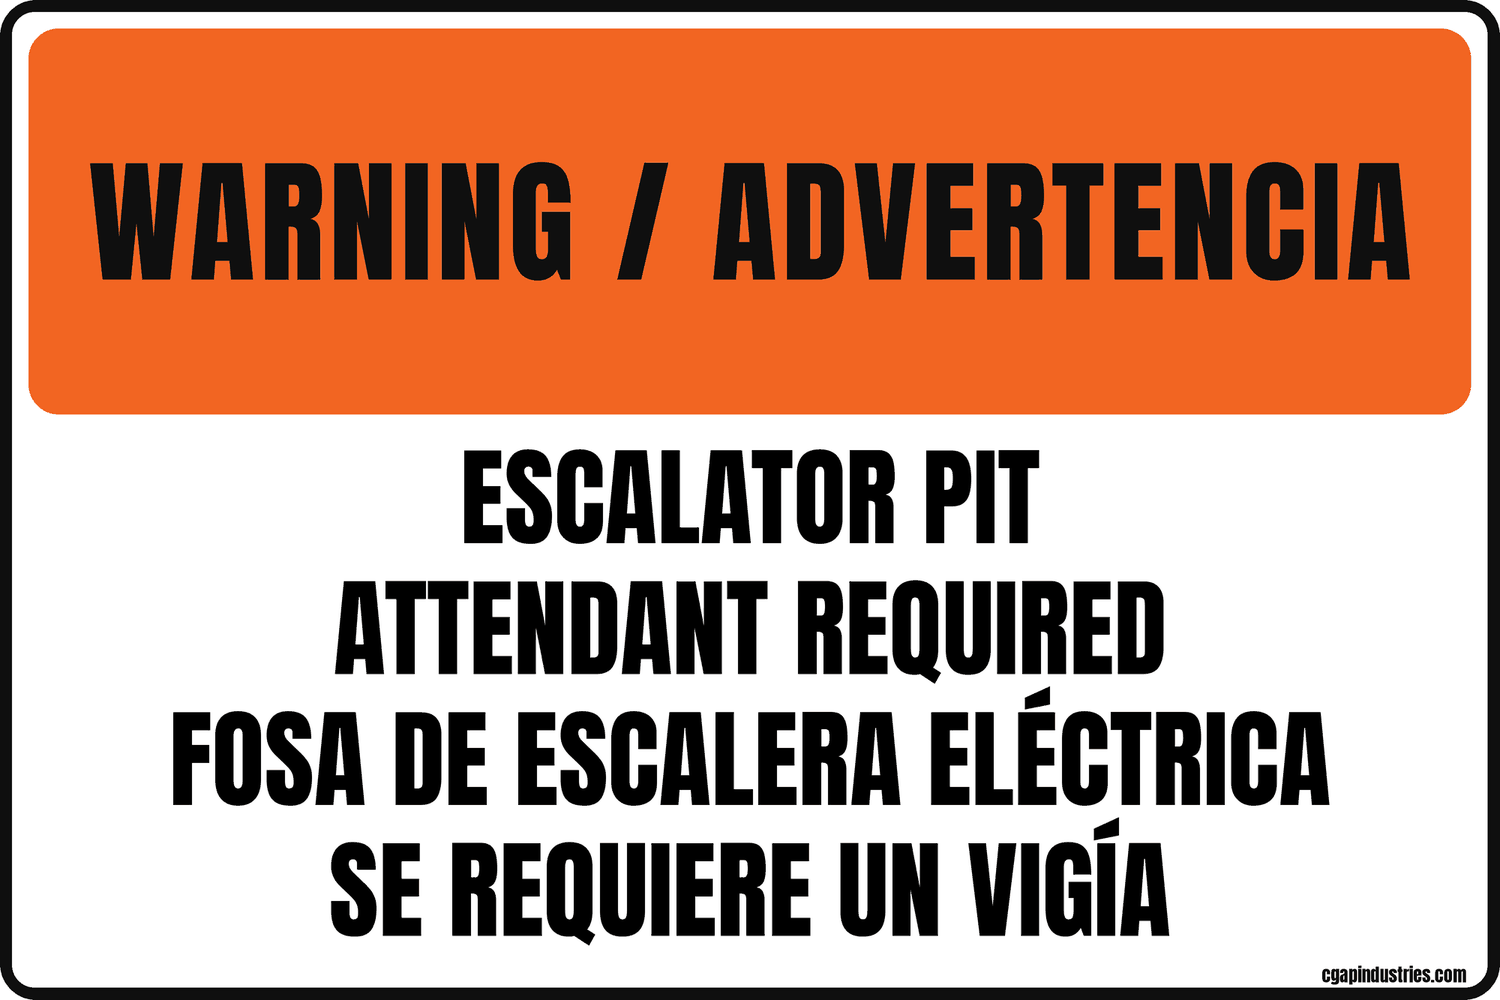 WARNING / ADVERTENCIA
ESCALATOR PIT
ATTENDANT REQUIRED
FOSA DE ESCALERA ELÉCTRICA
SE REQUIERE UN VIGÍA
cgapindustries.com